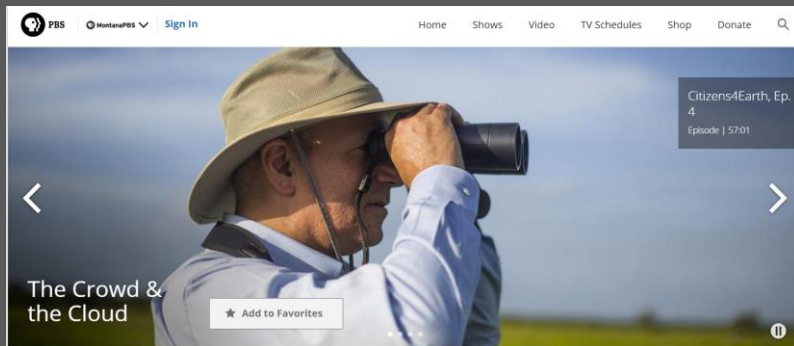 PBS MontanaPBS Sign In Home Shows Video TV Schedules Shop Donate
Citizens4Earth, Ep.
4
Episode | 57:01
The Crowd &
the Cloud
Add to Favorites